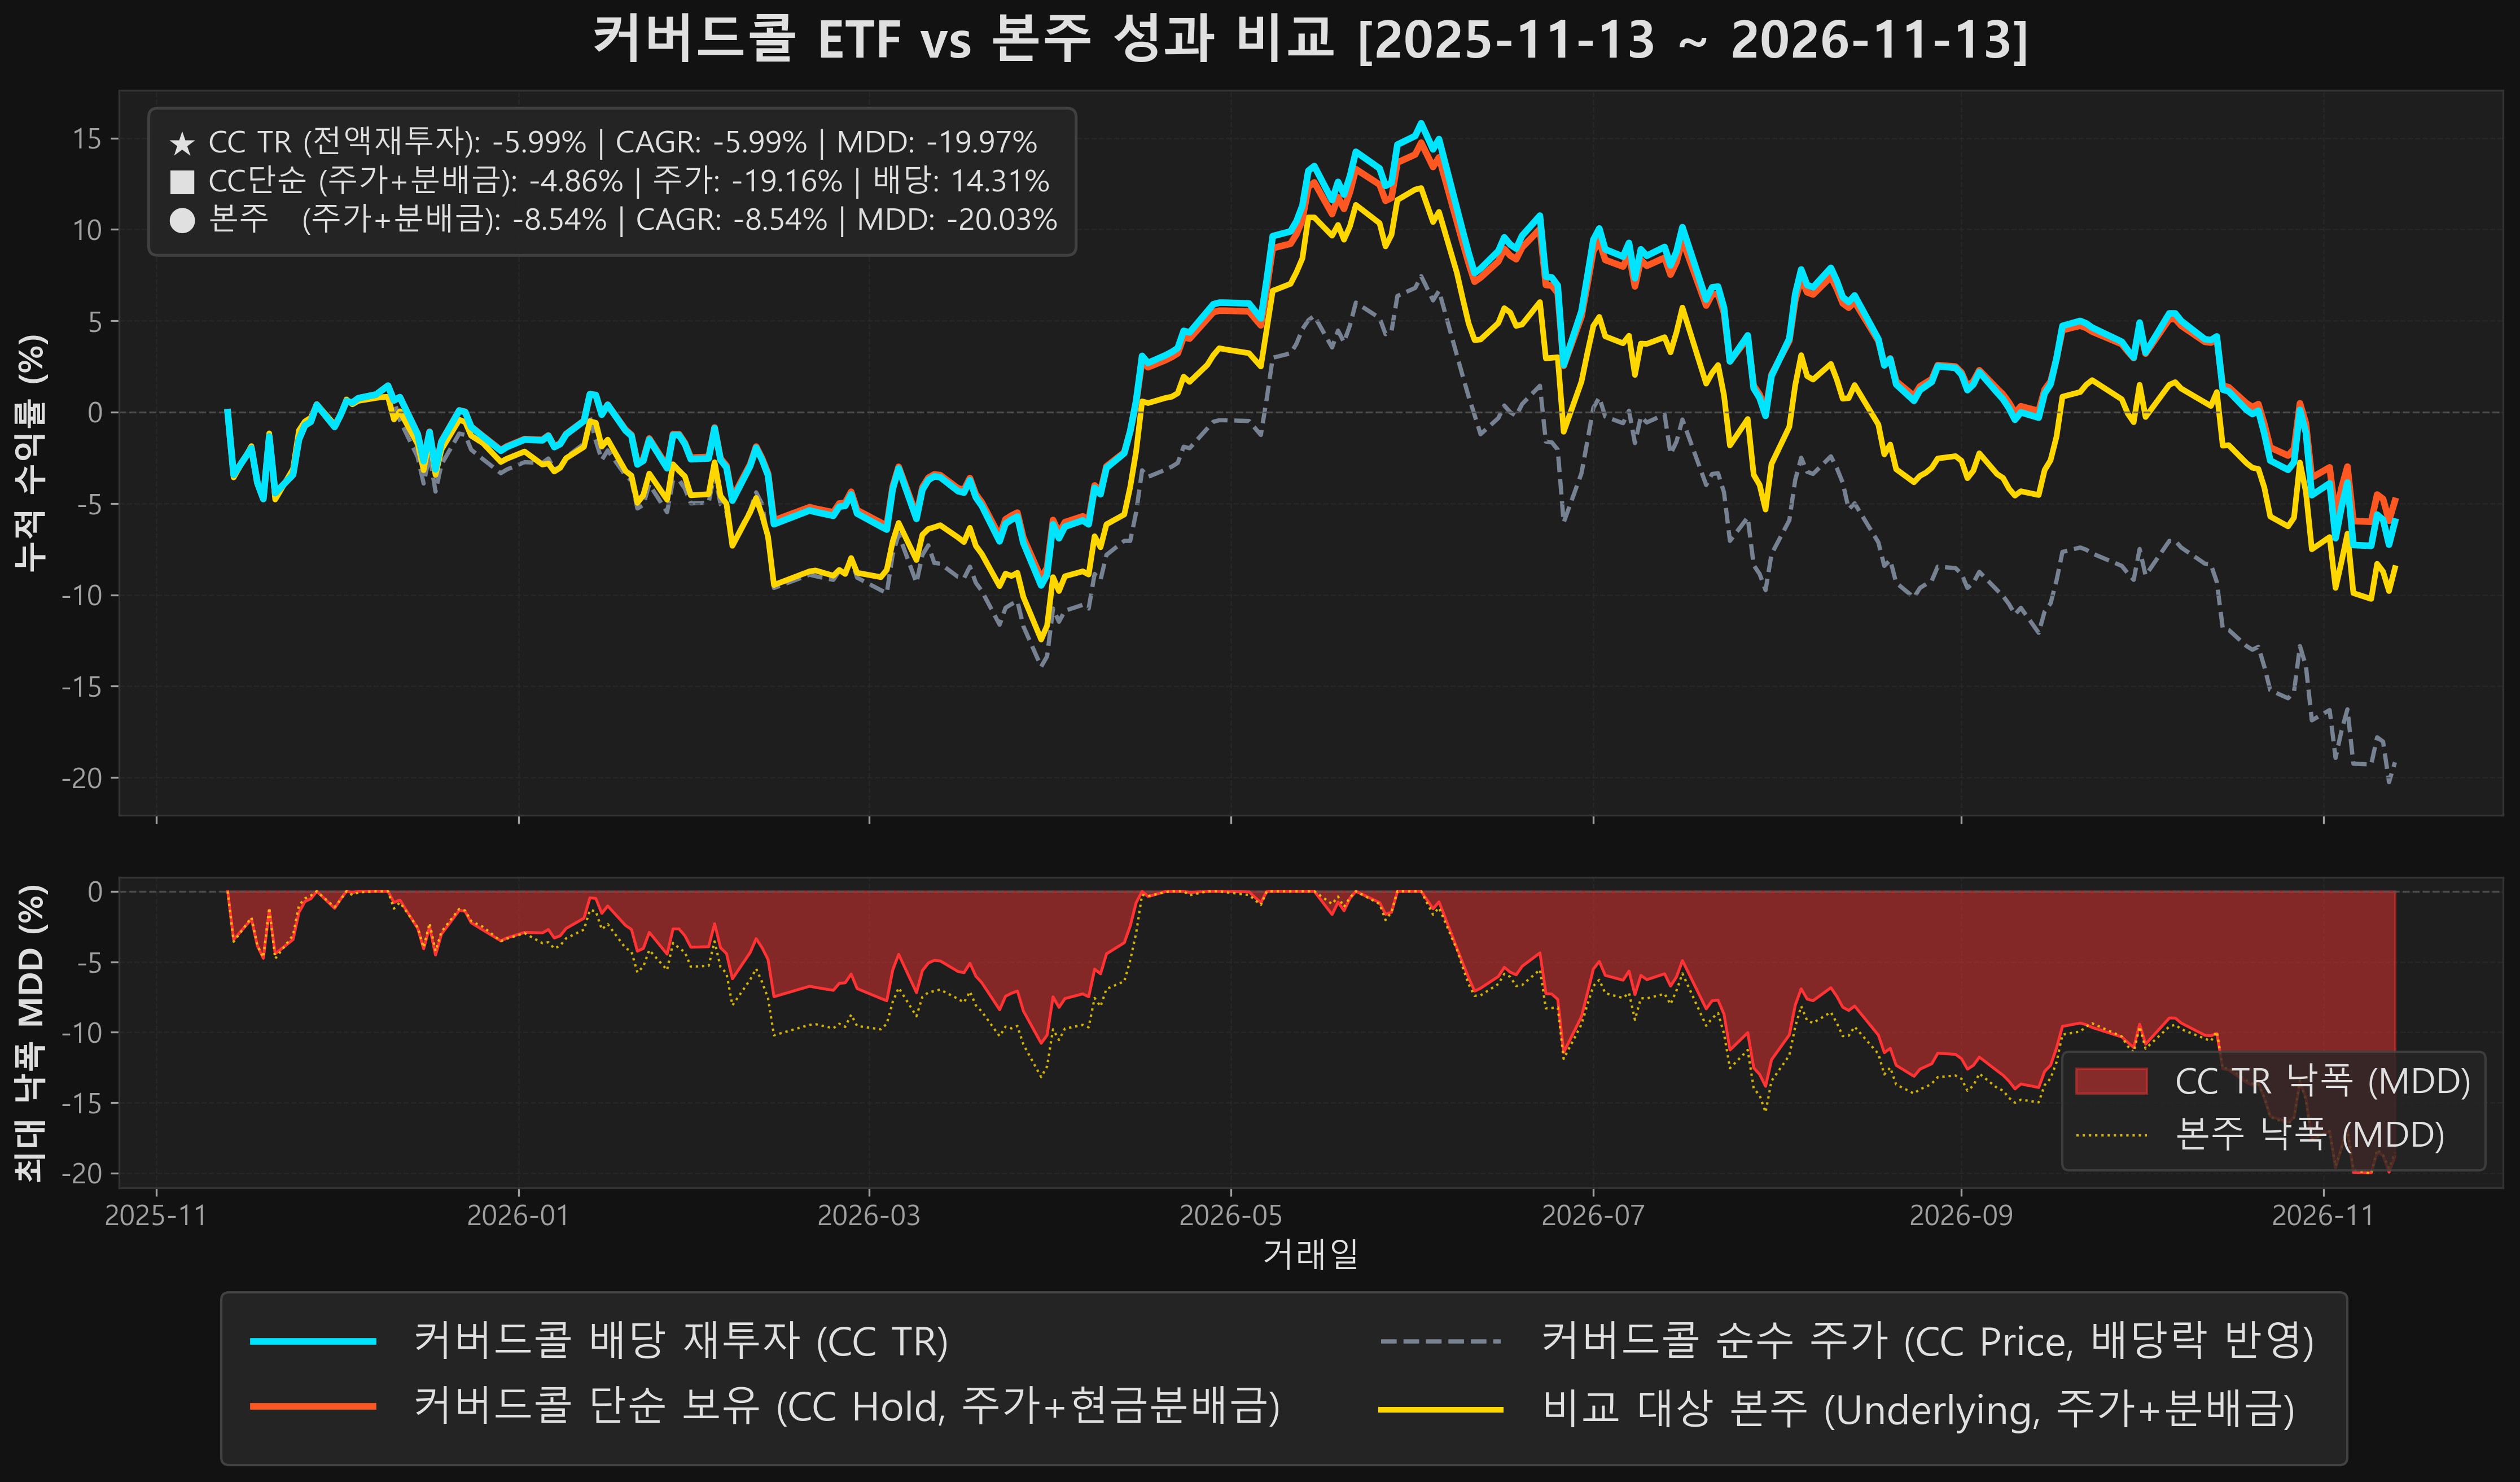 커버드콜 ETF vs 본주 성과 비교 [2025-11-13 ~ 2026-11-13]
★ CC TR (전액재투자): -5.99% | CAGR: -5.99% | MDD: -19.97%
■ CC단순 (주가+분배금): -4.86% | 주가: -19.16% | 배당: 14.31%
● 본주 (주가+분배금): -8.54% | CAGR: -8.54% | MDD: -20.03%
누적 수익률 (%)
15
10
5
0
-5
-10
-15
-20
최대 낙폭 MDD (%)
0
-5
-10
-15
-20
CC TR 낙폭 (MDD)
본주 낙폭 (MDD)
2025-11 2026-01 2026-03 2026-05 2026-07 2026-09 2026-11
거래일
커버드콜 배당 재투자 (CC TR)
커버드콜 단순 보유 (CC Hold, 주가+현금분배금)
커버드콜 순수 주가 (CC Price, 배당락 반영)
비교 대상 본주 (Underlying, 주가+분배금)